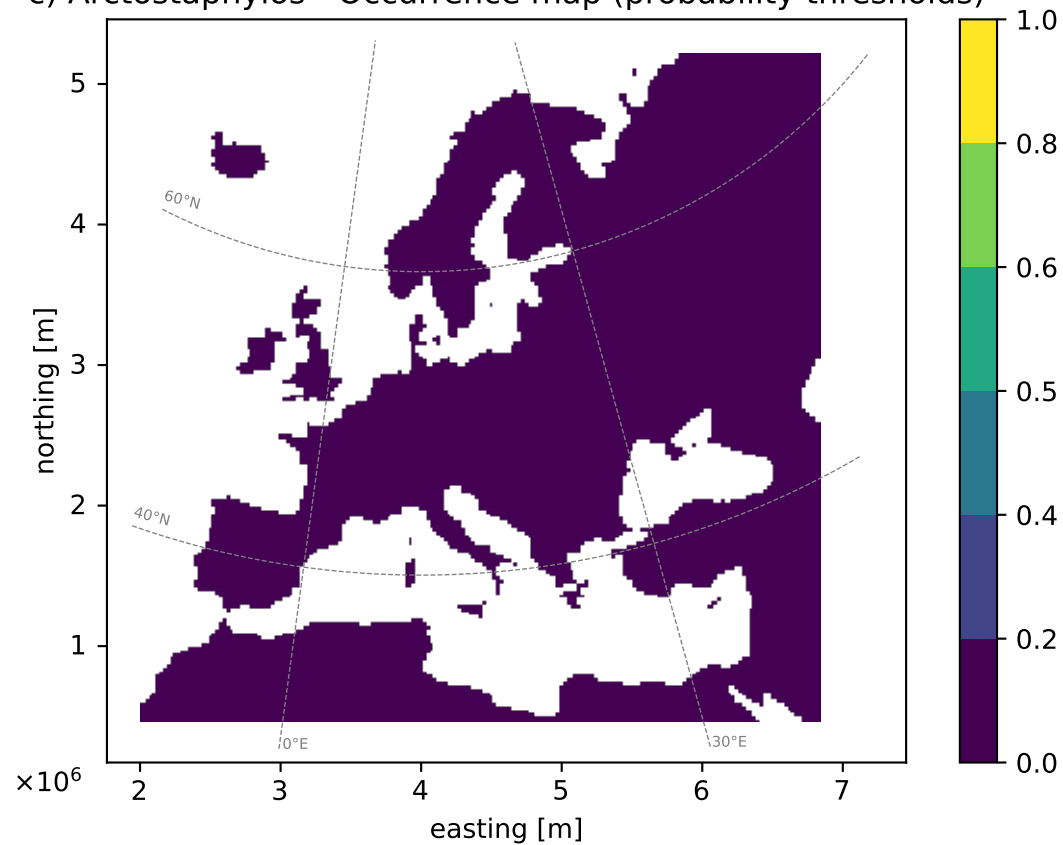 c) Arctostaphylos - Occurrence map (probability thresholds)
1.0
0.8
0.6
0.5
0.4
0.2
0.0
5
4
3
2
1
northing [m]
60°N
40°N
0°E
30°E
×10⁶
2 3 4 5 6 7
easting [m]